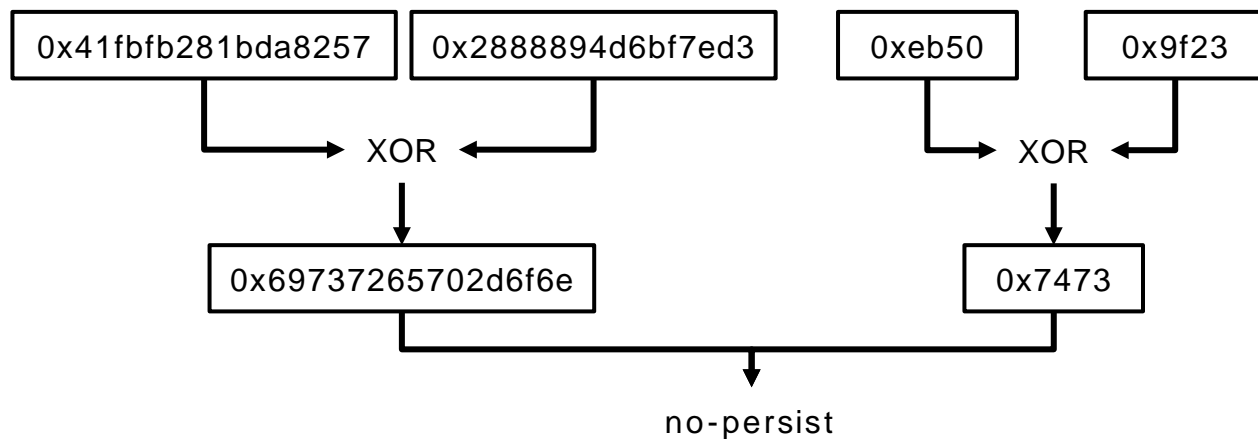 0x41fbfb281bda8257 0x2888894d6bf7ed3 0xeb50 0x9f23
XOR XOR
0x69737265702d6f6e 0x7473
no-persist